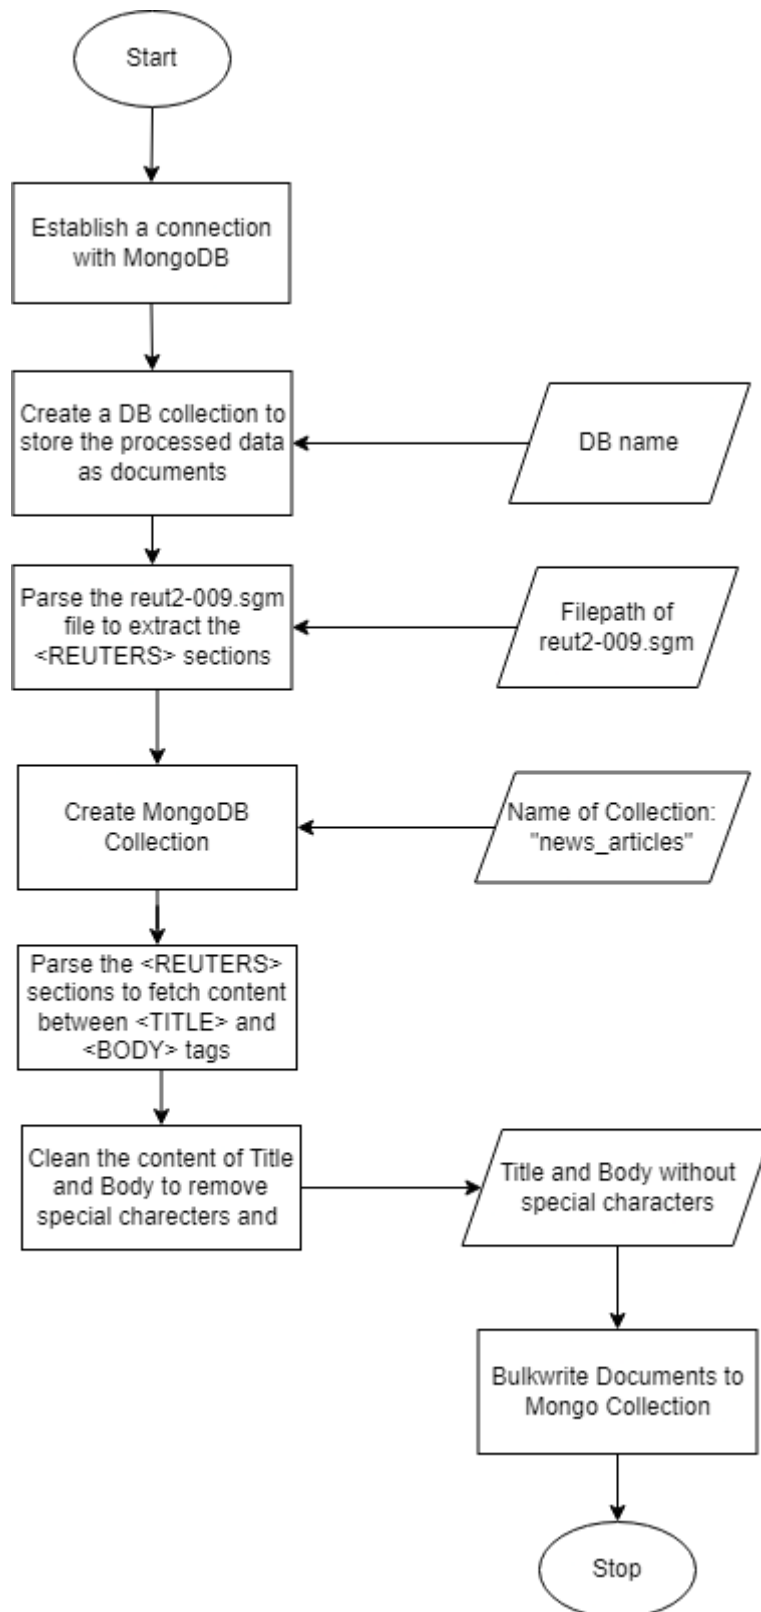 Start
Establish a connection
with MongoDB
Create a DB collection to
store the processed data
as documents
DB name
Parse the reut2-009.sgm
file to extract the
<REUTERS> sections
Filepath of
reut2-009.sgm
Create MongoDB
Collection
Name of Collection:
"news_articles"
Parse the <REUTERS>
sections to fetch content
between <TITLE> and
<BODY> tags
Clean the content of Title
and Body to remove
special charecters and
Title and Body without
special characters
Bulkwrite Documents to
Mongo Collection
Stop